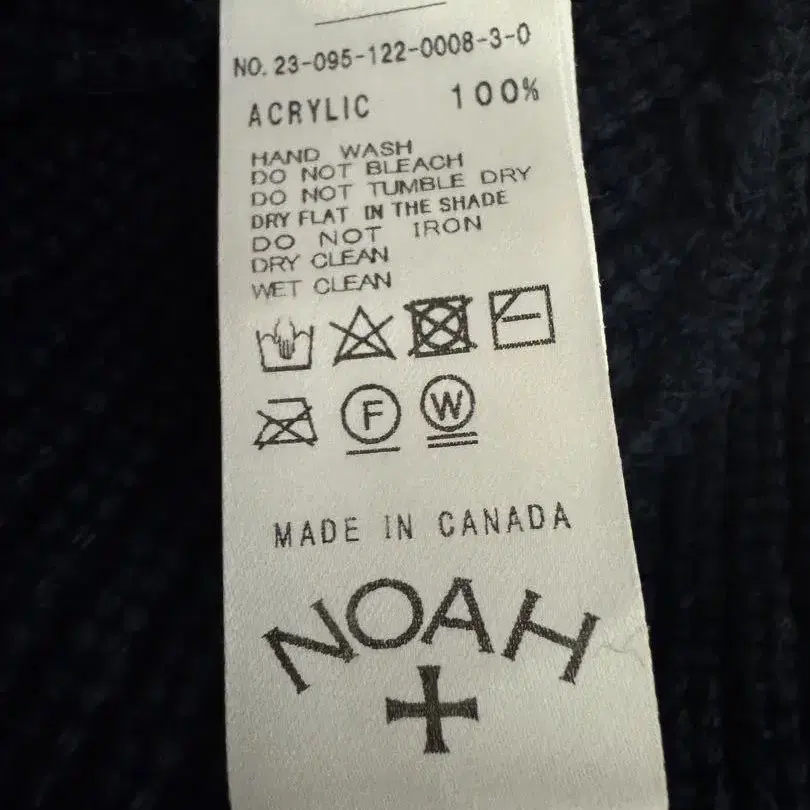 NO. 23-095-122-0008-3-0
ACRYLIC 100%
HAND WASH
DO NOT BLEACH
DO NOT TUMBLE DRY
DRY FLAT IN THE SHADE
DO NOT IRON
DRY CLEAN
WET CLEAN
F W
MADE IN CANADA
NOAH